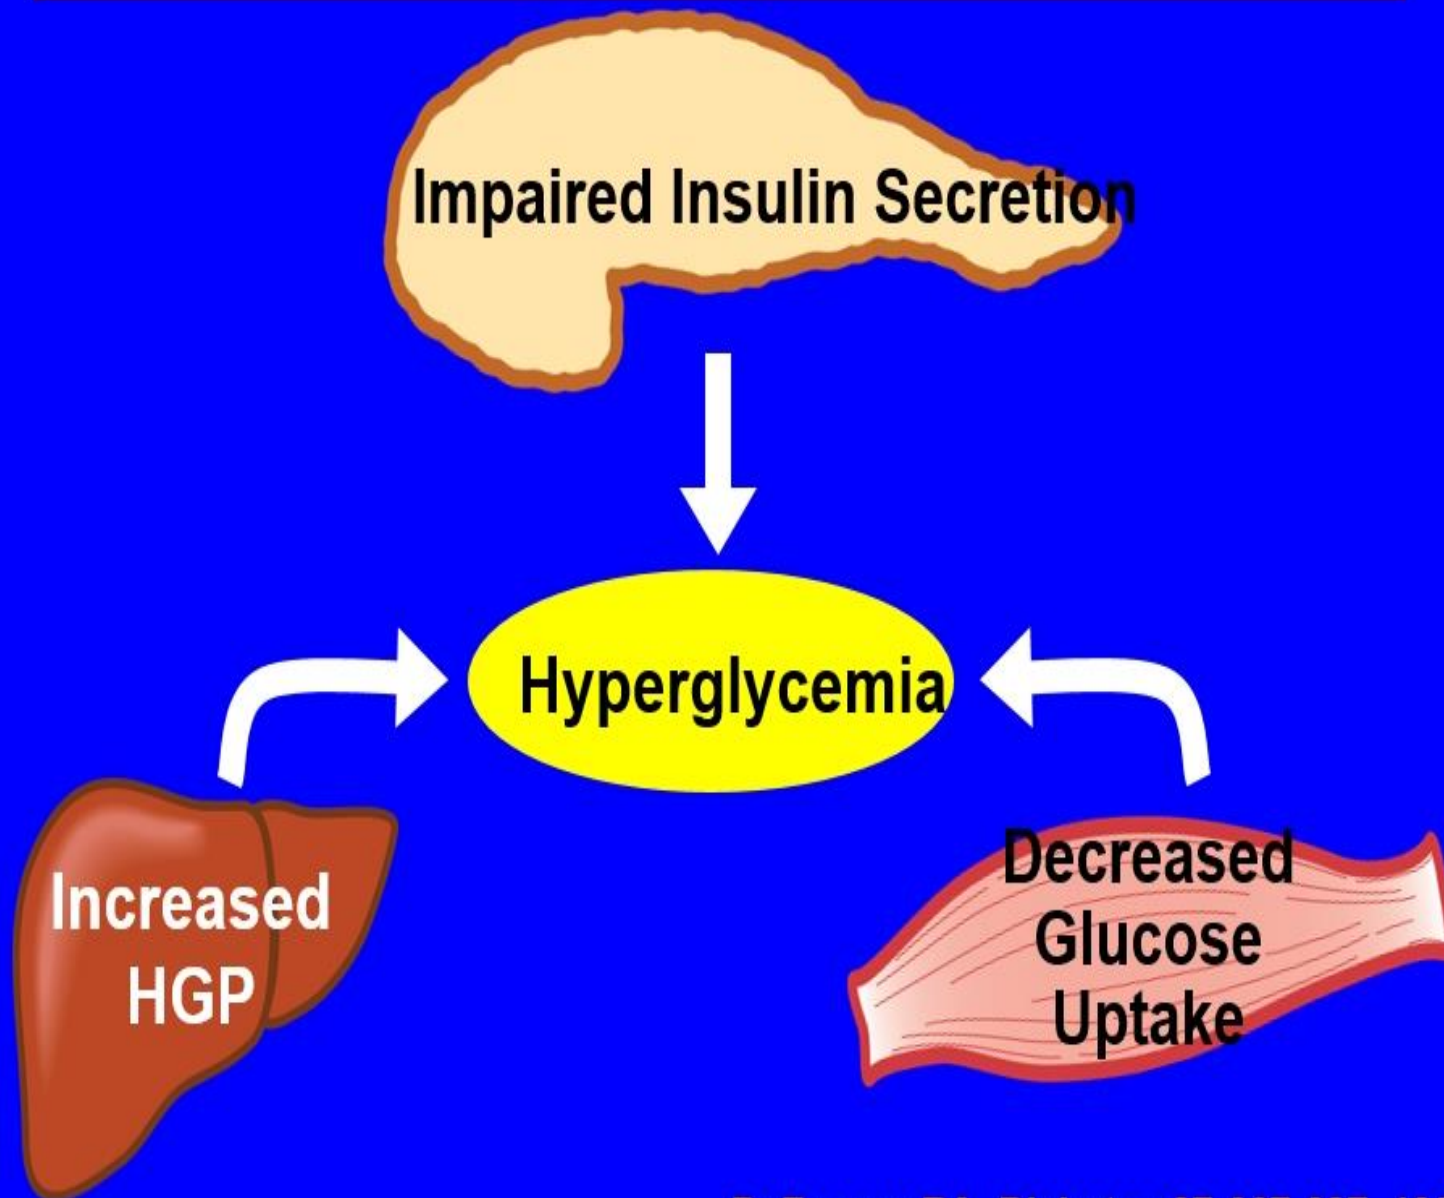 Impaired Insulin Secretion
Hyperglycemia
Increased
HGP
Decreased
Glucose
Uptake